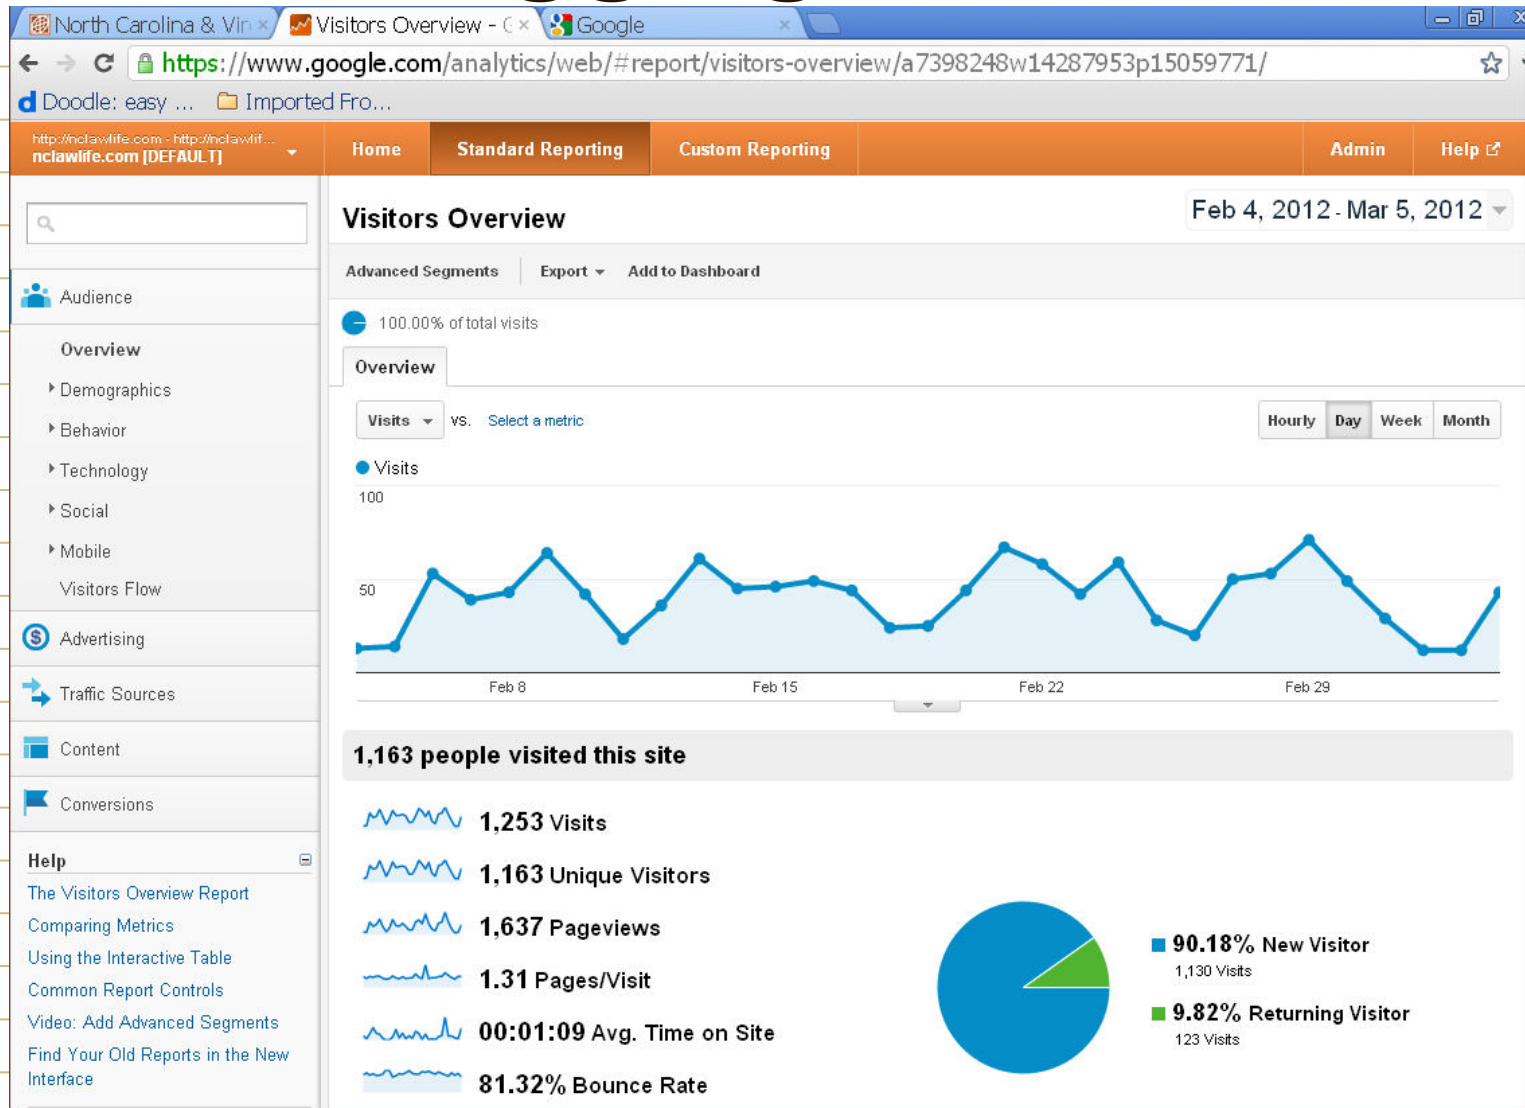 North Carolina & Vir
Visitors Overview - G
Google
https://www.google.com/analytics/web/#report/visitors-overview/a7398248w14287953p15059771/
Doodle: easy ...
Imported Fro...
http://nclawlife.com - http://nclawlif...
nclawlife.com [DEFAULT]
Home
Standard Reporting
Custom Reporting
Admin
Help
Visitors Overview
Feb 4, 2012 - Mar 5, 2012
Advanced Segments
Export
Add to Dashboard
Audience
100.00% of total visits
Overview
Overview
Demographics
Behavior
Technology
Social
Mobile
Visitors Flow
Visits
VS.
Select a metric
Hourly
Day
Week
Month
Visits
100
50
Feb 8
Feb 15
Feb 22
Feb 29
Advertising
Traffic Sources
Content
Conversions
Help
The Visitors Overview Report
Comparing Metrics
Using the Interactive Table
Common Report Controls
Video: Add Advanced Segments
Find Your Old Reports in the New
Interface
1,163 people visited this site
1,253 Visits
1,163 Unique Visitors
1,637 Pageviews
1.31 Pages/Visit
00:01:09 Avg. Time on Site
81.32% Bounce Rate
90.18% New Visitor
1,130 Visits
9.82% Returning Visitor
123 Visits